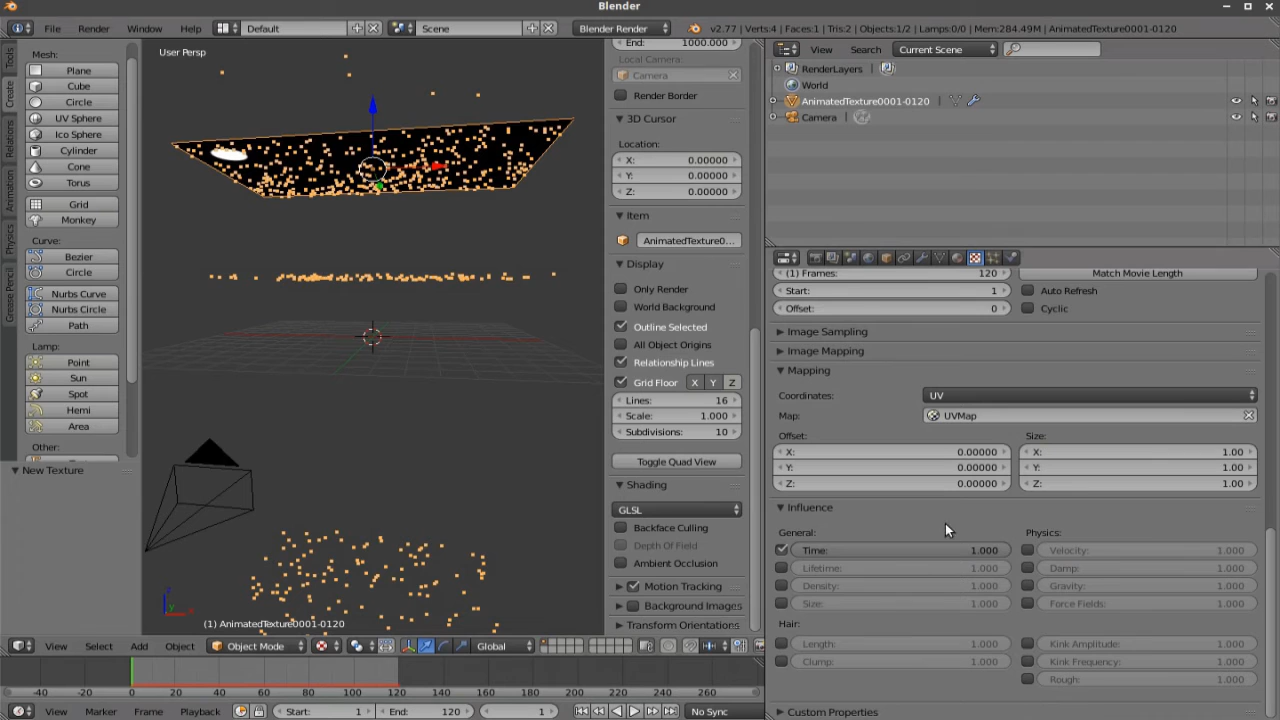 Blender
File Render Window Help Default Scene Blender Render v2.77 | Verts:4 | Faces:1 | Tris:2 | Objects:1/2 | Lamps:0/0 | Mem:284.49M | AnimatedTexture0001-0120
Tools
Create
Relations
Animation
Physics
Grease Pencil
Mesh:
Plane
Cube
Circle
UV Sphere
Ico Sphere
Cylinder
Cone
Torus
Grid
Monkey
Curve:
Bezier
Circle
Nurbs Curve
Nurbs Circle
Path
Lamp:
Point
Sun
Spot
Hemi
Area
Other:
New Texture
User Persp
(1) AnimatedTexture0001-0120
End: 1000.000
Local Camera:
Camera
Render Border
3D Cursor
Location:
X: 0.00000
Y: 0.00000
Z: 0.00000
Item
AnimatedTexture0...
Display
Only Render
World Background
Outline Selected
All Object Origins
Relationship Lines
Grid Floor X Y Z
Lines: 16
Scale: 1.000
Subdivisions: 10
Toggle Quad View
Shading
GLSL
Backface Culling
Depth Of Field
Ambient Occlusion
Motion Tracking
Background Images
Transform Orientations
View Select Add Object Object Mode Global
-40 -20 0 20 40 60 80 100 120 140 160 180 200 220 240 260
View Marker Frame Playback Start: 1 End: 120 1 No Sync
View Search Current Scene
RenderLayers
World
AnimatedTexture0001-0120
Camera
(1) Frames: 120 Match Movie Length
Start: 1 Auto Refresh
Offset: 0 Cyclic
Image Sampling
Image Mapping
Mapping
Coordinates: UV
Map: UVMap
Offset: Size:
X: 0.00000 X: 1.00
Y: 0.00000 Y: 1.00
Z: 0.00000 Z: 1.00
Influence
General: Physics:
Time: 1.000 Velocity: 1.000
Lifetime: 1.000 Damp: 1.000
Density: 1.000 Gravity: 1.000
Size: 1.000 Force Fields: 1.000
Hair:
Length: 1.000 Kink Amplitude: 1.000
Clump: 1.000 Kink Frequency: 1.000
Rough: 1.000
Custom Properties